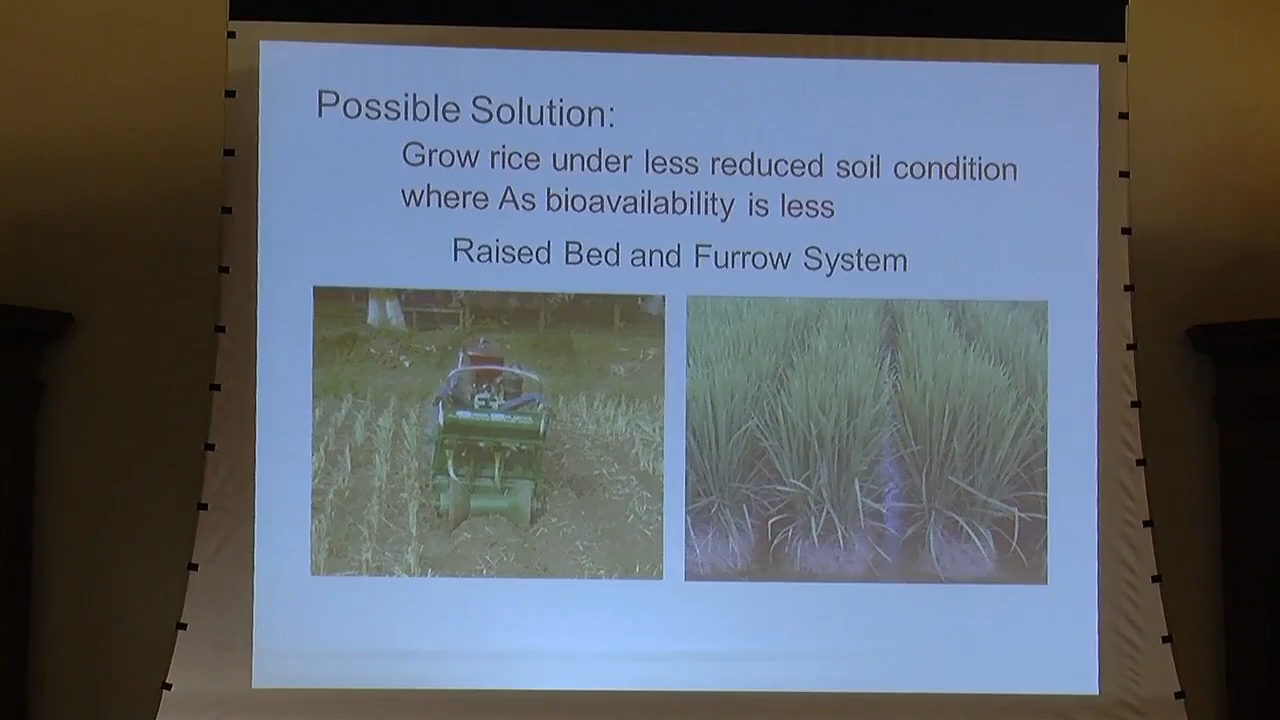 Possible Solution:
Grow rice under less reduced soil condition
where As bioavailability is less
Raised Bed and Furrow System